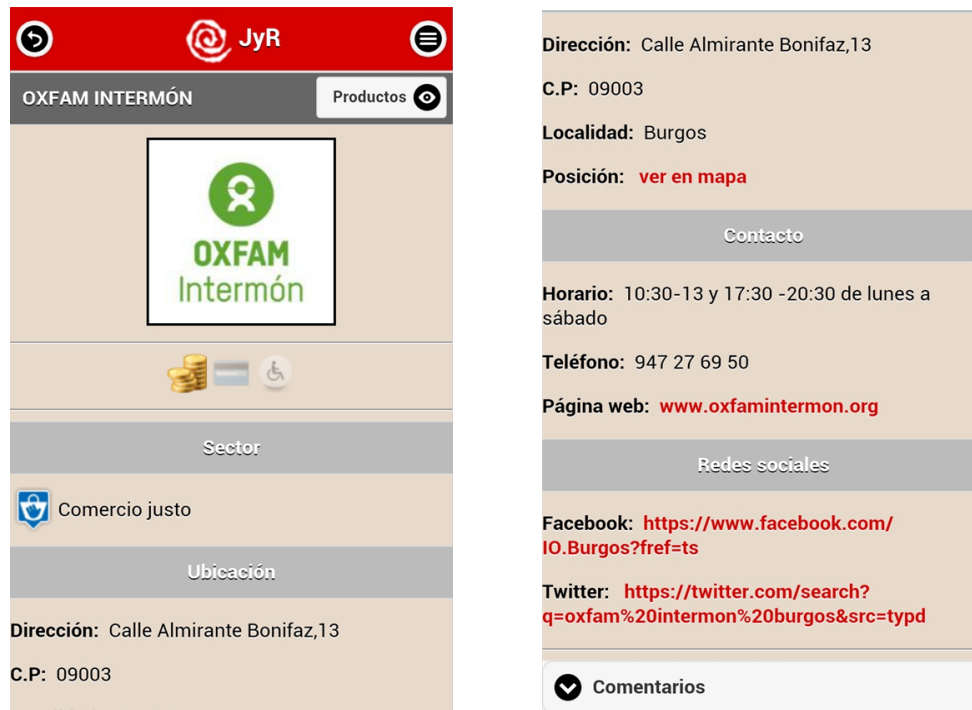 JyR
OXFAM INTERMÓN
Productos
OXFAM
Intermón
Sector
Comercio justo
Ubicación
Dirección: Calle Almirante Bonifaz,13
C.P: 09003
Dirección: Calle Almirante Bonifaz,13
C.P: 09003
Localidad: Burgos
Posición: ver en mapa
Contacto
Horario: 10:30-13 y 17:30 -20:30 de lunes a
sábado
Teléfono: 947 27 69 50
Página web: www.oxfamintermon.org
Redes sociales
Facebook: https://www.facebook.com/
IO.Burgos?fref=ts
Twitter: https://twitter.com/search?
q=oxfam%20intermon%20burgos&src=typd
Comentarios